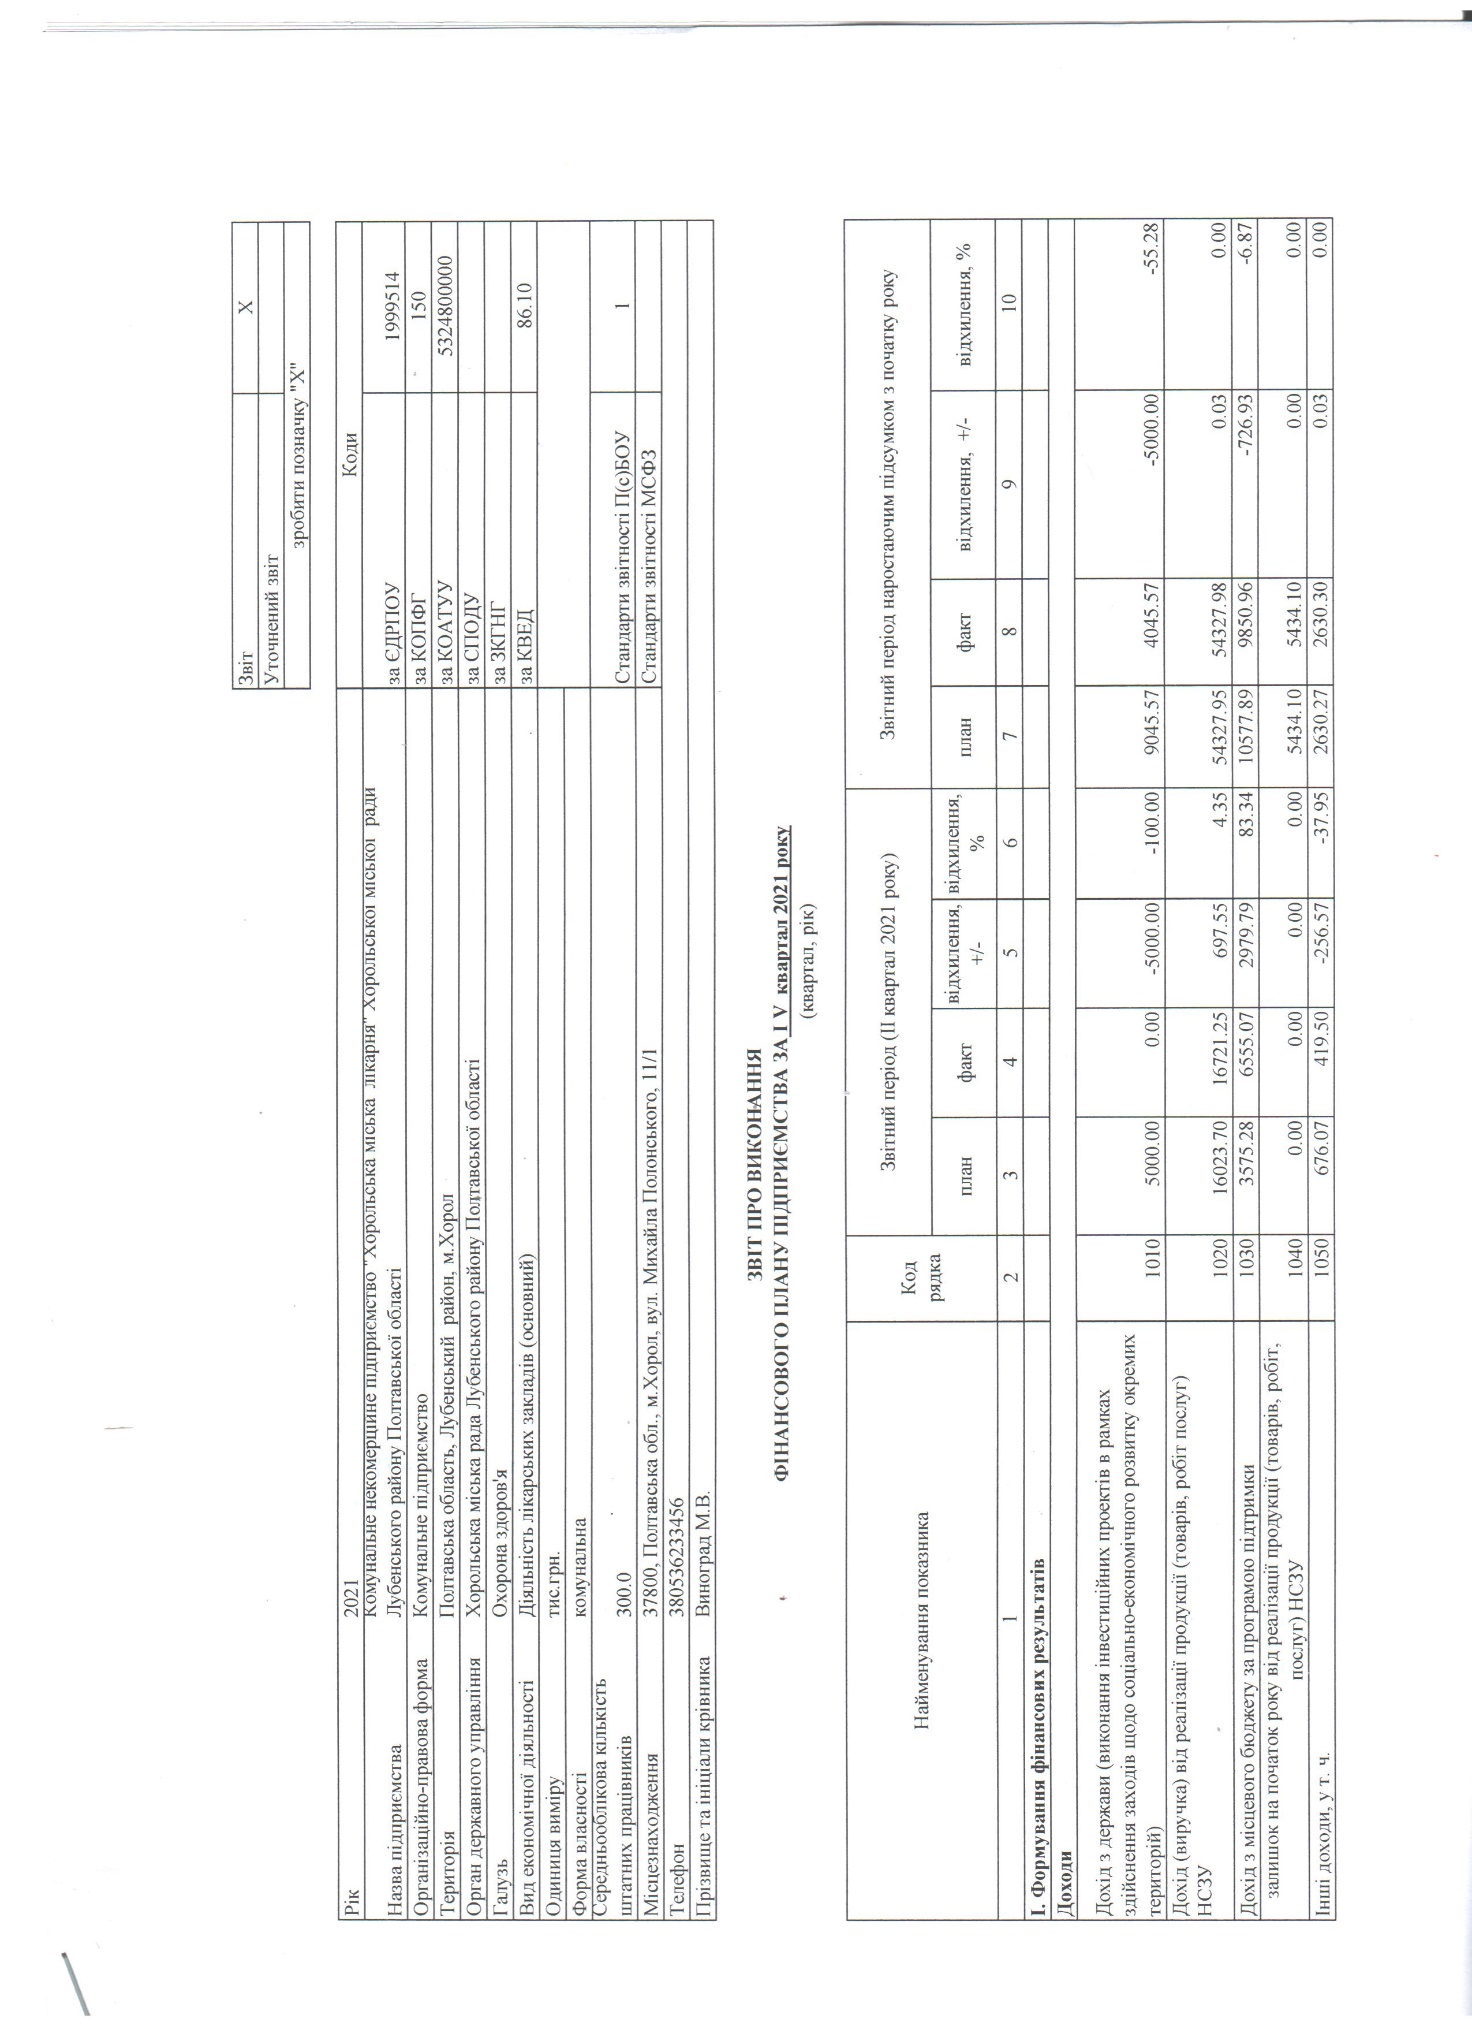 Звіт X
Уточнений звіт
зробити позначку "X"
Рік 2021 Коди
Комунальне некомерційне підприємство "Хорольська міська лікарня" Хорольської міської ради
Назва підприємства Лубенського району Полтавської області за ЄДРПОУ 1999514
Організаційно-правова форма Комунальне підприємство за КОПФГ 150
Територія Полтавська область, Лубенський район, м.Хорол за КОАТУУ 5324800000
Орган державного управління Хорольська міська рада Лубенського району Полтавської області за СПОДУ
Галузь Охорона здоров'я за ЗКГНГ
Вид економічної діяльності Діяльність лікарських закладів (основний) за КВЕД 86.10
Одиниця виміру тис.грн.
Форма власності комунальна
Середньооблікова кількість
штатних працівників 300.0 Стандарти звітності П(с)БОУ 1
Місцезнаходження 37800, Полтавська обл., м.Хорол, вул. Михайла Полонського, 11/1 Стандарти звітності МСФЗ
Телефон 380536233456
Прізвище та ініціали крівника Виноград М.В.
ЗВІТ ПРО ВИКОНАННЯ
ФІНАНСОВОГО ПЛАНУ ПІДПРИЄМСТВА ЗА І V квартал 2021 року
(квартал, рік)
Найменування показника Код рядка Звітний період (ІІ квартал 2021 року) Звітний період наростаючим підсумком з початку року
план факт відхилення, +/- відхилення, % план факт відхилення, +/- відхилення, %
1 2 3 4 5 6 7 8 9 10
І. Формування фінансових результатів
Доходи
Дохід з держави (виконання інвестиційних проектів в рамках
здійснення заходів щодо соціально-економічного розвитку окремих
територій) 1010 5000.00 0.00 -5000.00 -100.00 9045.57 4045.57 -5000.00 -55.28
Дохід (виручка) від реалізації продукції (товарів, робіт послуг)
НСЗУ 1020 16023.70 16721.25 697.55 4.35 54327.95 54327.98 0.03 0.00
Дохід з місцевого бюджету за програмою підтримки 1030 3575.28 6555.07 2979.79 83.34 10577.89 9850.96 -726.93 -6.87
залишок на початок року від реалізації продукції (товарів, робіт,
послуг) НСЗУ 1040 0.00 0.00 0.00 0.00 5434.10 5434.10 0.00 0.00
Інші доходи, у т. ч. 1050 676.07 419.50 -256.57 -37.95 2630.27 2630.30 0.03 0.00